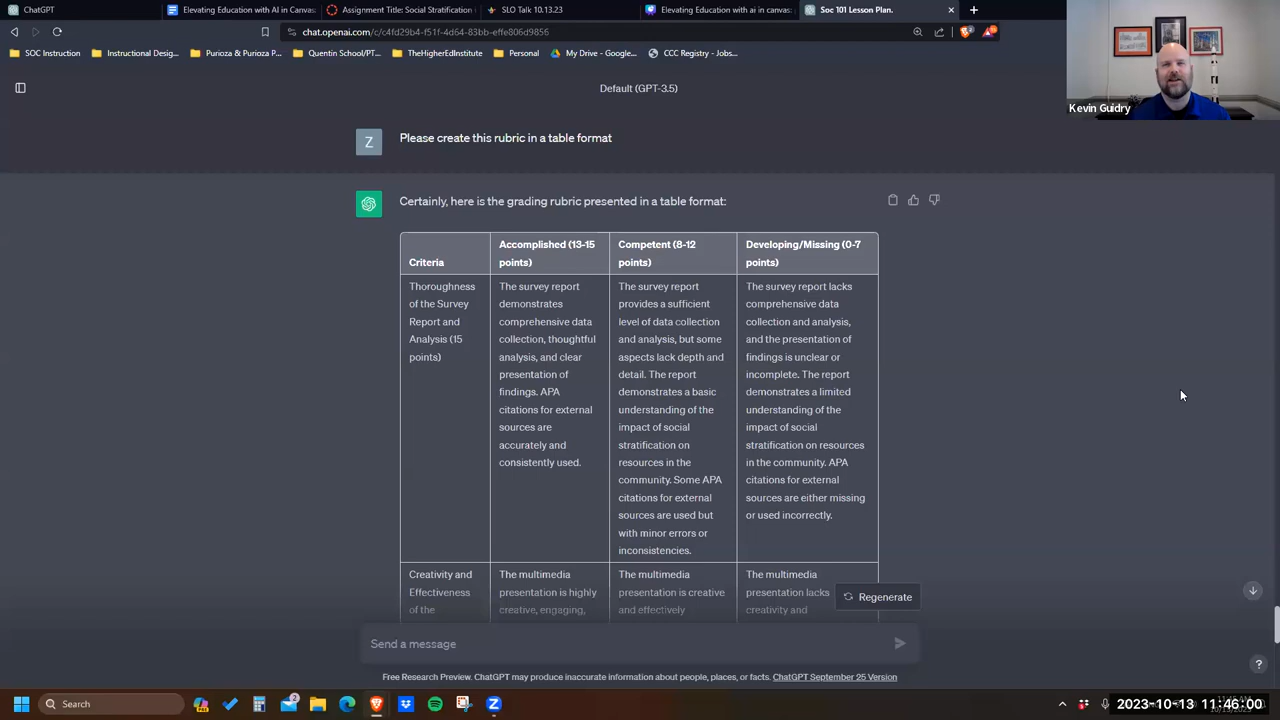 ChatGPT
Elevating Education with AI in Canvas.
Assignment Title: Social Stratification
SLO Talk 10.13.23
Elevating Education with ai in canvas
Soc 101 Lesson Plan.
chat.openai.com/c/c4fd29b4-f51f-4d64-83bb-effe806d9856
SOC Instruction
Instructional Desig...
Purioza & Purioza P...
Quentin School/PT...
TheHigherEdInstitute
Personal
My Drive - Google...
CCC Registry - Jobs...
Kevin Guidry
Default (GPT-3.5)
Z
Please create this rubric in a table format
Certainly, here is the grading rubric presented in a table format:
Criteria
Accomplished (13-15
points)
Competent (8-12
points)
Developing/Missing (0-7
points)
Thoroughness
of the Survey
Report and
Analysis (15
points)
The survey report
demonstrates
comprehensive data
collection, thoughtful
analysis, and clear
presentation of
findings. APA
citations for external
sources are
accurately and
consistently used.
The survey report
provides a sufficient
level of data collection
and analysis, but some
aspects lack depth and
detail. The report
demonstrates a basic
understanding of the
impact of social
stratification on
resources in the
community. Some APA
citations for external
sources are used but
with minor errors or
inconsistencies.
The survey report lacks
comprehensive data
collection and analysis,
and the presentation of
findings is unclear or
incomplete. The report
demonstrates a limited
understanding of the
impact of social
stratification on resources
in the community. APA
citations for external
sources are either missing
or used incorrectly.
Creativity and
Effectiveness
of the
The multimedia
presentation is highly
creative, engaging,
The multimedia
presentation is creative
and effectively
The multimedia
presentation lacks
creativity and
Regenerate
Send a message
Free Research Preview. ChatGPT may produce inaccurate information about people, places, or facts. ChatGPT September 25 Version
?
Search
2023-10-13 11:46:00